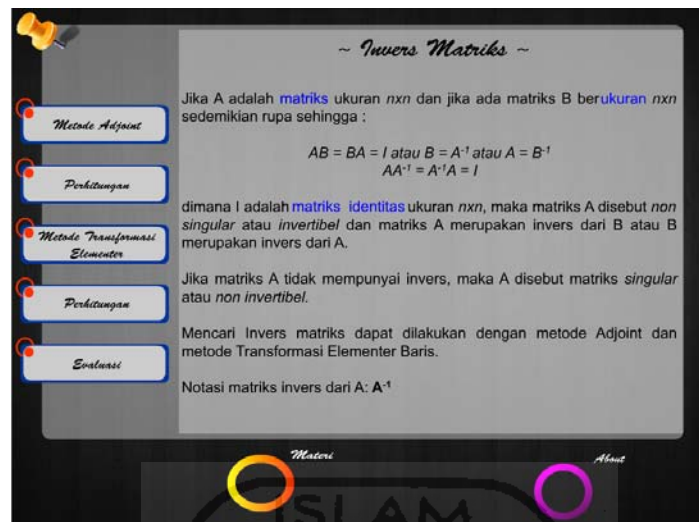 ~ Invers Matriks ~
Metode Adjoint
Perhitungan
Metode Transformasi
Elementer
Perhitungan
Evaluasi
Jika A adalah matriks ukuran nxn dan jika ada matriks B berukuran nxn
sedemikian rupa sehingga :
AB = BA = I atau B = A⁻¹ atau A = B⁻¹
AA⁻¹ = A⁻¹A = I
dimana I adalah matriks identitas ukuran nxn, maka matriks A disebut non
singular atau invertibel dan matriks A merupakan invers dari B atau B
merupakan invers dari A.
Jika matriks A tidak mempunyai invers, maka A disebut matriks singular
atau non invertibel.
Mencari Invers matriks dapat dilakukan dengan metode Adjoint dan
metode Transformasi Elementer Baris.
Notasi matriks invers dari A: A⁻¹
Materi
About
ISLAM